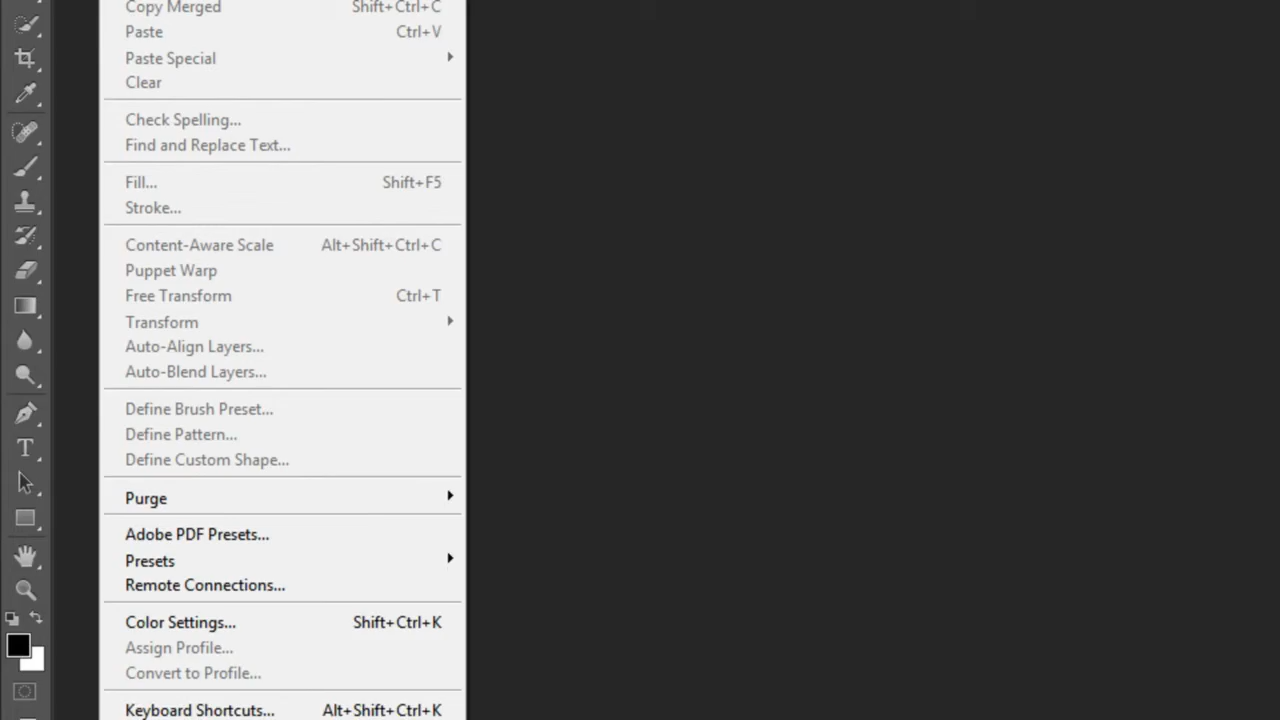 Copy Merged Shift+Ctrl+C
Paste Ctrl+V
Paste Special
Clear
Check Spelling...
Find and Replace Text...
Fill... Shift+F5
Stroke...
Content-Aware Scale Alt+Shift+Ctrl+C
Puppet Warp
Free Transform Ctrl+T
Transform
Auto-Align Layers...
Auto-Blend Layers...
Define Brush Preset...
Define Pattern...
Define Custom Shape...
Purge
Adobe PDF Presets...
Presets
Remote Connections...
Color Settings... Shift+Ctrl+K
Assign Profile...
Convert to Profile...
Keyboard Shortcuts... Alt+Shift+Ctrl+K